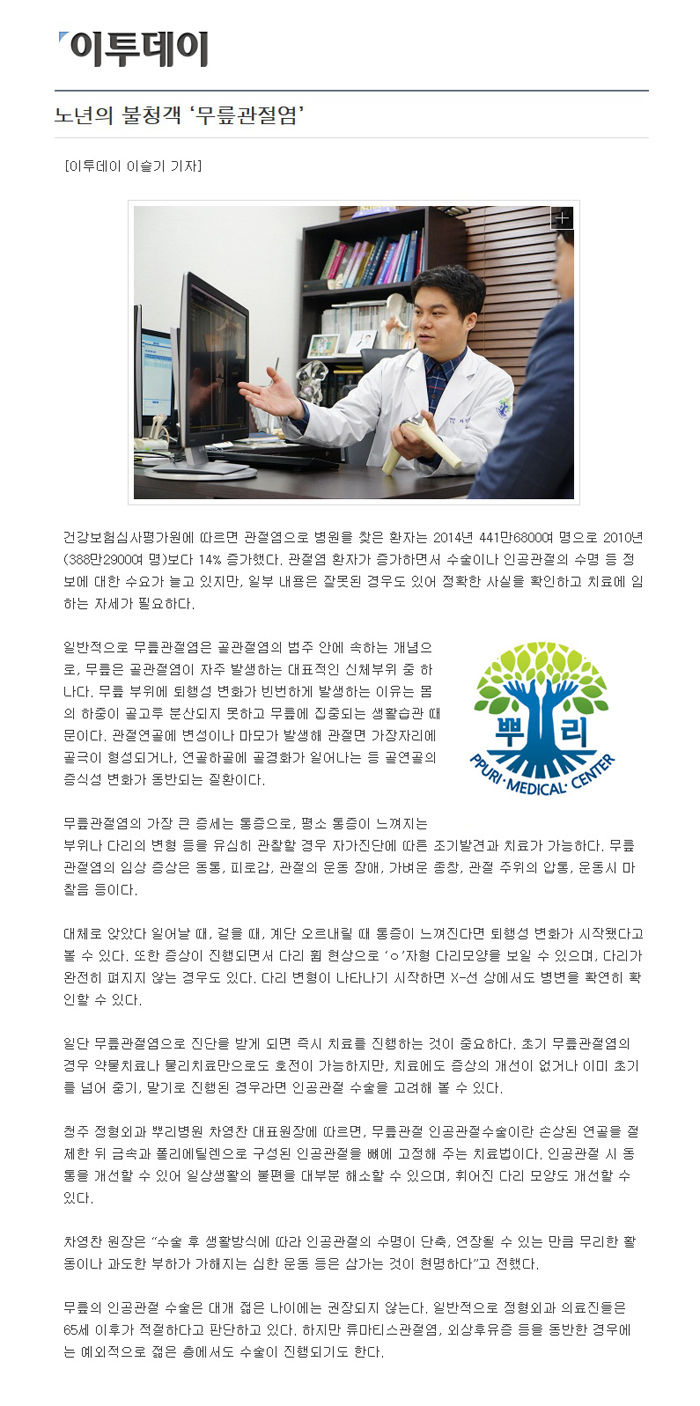 이투데이
노년의 불청객 ‘무릎관절염’
[이투데이 이슬기 기자]
건강보험심사평가원에 따르면 관절염으로 병원을 찾은 환자는 2014년 441만6800여 명으로 2010년
(388만2900여 명)보다 14% 증가했다. 관절염 환자가 증가하면서 수술이나 인공관절의 수명 등 정
보에 대한 수요가 늘고 있지만, 일부 내용은 잘못된 경우도 있어 정확한 사실을 확인하고 치료에 임
하는 자세가 필요하다.
일반적으로 무릎관절염은 골관절염의 범주 안에 속하는 개념으
로, 무릎은 골관절염이 자주 발생하는 대표적인 신체부위 중 하
나다. 무릎 부위에 퇴행성 변화가 빈번하게 발생하는 이유는 몸
의 하중이 골고루 분산되지 못하고 무릎에 집중되는 생활습관 때
문이다. 관절연골에 변성이나 마모가 발생해 관절면 가장자리에
골극이 형성되거나, 연골하골에 골경화가 일어나는 등 골연골의
증식성 변화가 동반되는 질환이다.
뿌리
PPURI·MEDICAL·CENTER
무릎관절염의 가장 큰 증세는 통증으로, 평소 통증이 느껴지는
부위나 다리의 변형 등을 유심히 관찰할 경우 자가진단에 따른 조기발견과 치료가 가능하다. 무릎
관절염의 임상 증상은 동통, 피로감, 관절의 운동 장애, 가벼운 종창, 관절 주위의 압통, 운동시 마
찰음 등이다.
대체로 앉았다 일어날 때, 걸을 때, 계단 오르내릴 때 통증이 느껴진다면 퇴행성 변화가 시작됐다고
볼 수 있다. 또한 증상이 진행되면서 다리 휨 현상으로 ‘ㅇ’자형 다리모양을 보일 수 있으며, 다리가
완전히 펴지지 않는 경우도 있다. 다리 변형이 나타나기 시작하면 X-선 상에서도 병변을 확연히 확
인할 수 있다.
일단 무릎관절염으로 진단을 받게 되면 즉시 치료를 진행하는 것이 중요하다. 초기 무릎관절염의
경우 약물치료나 물리치료만으로도 호전이 가능하지만, 치료에도 증상의 개선이 없거나 이미 초기
를 넘어 중기, 말기로 진행된 경우라면 인공관절 수술을 고려해 볼 수 있다.
청주 정형외과 뿌리병원 차영찬 대표원장에 따르면, 무릎관절 인공관절수술이란 손상된 연골을 절
제한 뒤 금속과 폴리에틸렌으로 구성된 인공관절을 뼈에 고정해 주는 치료법이다. 인공관절 시 동
통을 개선할 수 있어 일상생활의 불편을 대부분 해소할 수 있으며, 휘어진 다리 모양도 개선할 수
있다.
차영찬 원장은 “수술 후 생활방식에 따라 인공관절의 수명이 단축, 연장될 수 있는 만큼 무리한 활
동이나 과도한 부하가 가해지는 심한 운동 등은 삼가는 것이 현명하다”고 전했다.
무릎의 인공관절 수술은 대개 젊은 나이에는 권장되지 않는다. 일반적으로 정형외과 의료진들은
65세 이후가 적절하다고 판단하고 있다. 하지만 류마티스관절염, 외상후유증 등을 동반한 경우에
는 예외적으로 젊은 층에서도 수술이 진행되기도 한다.